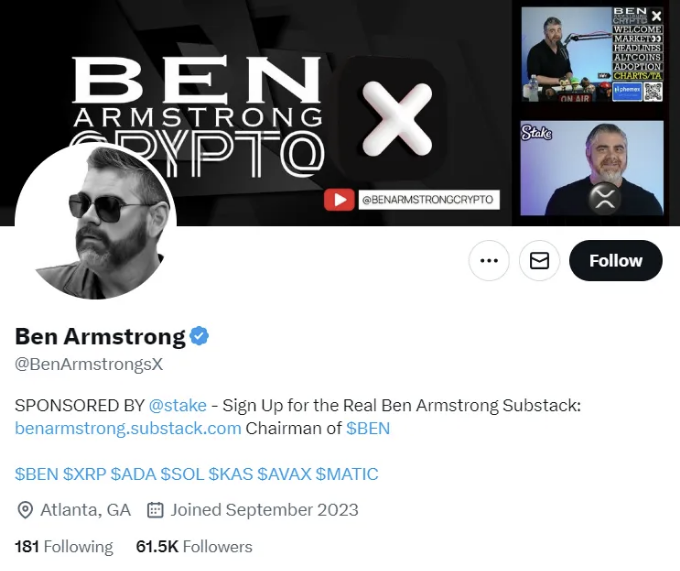 BEN
ARMSTRONG
CRYPTO
@BENARMSTRONGCRYPTO
BEN
ARMSTRONG
CRYPTO
WELCOME
MARKET
HEADLINES
ALTCOINS
ADOPTION
CHARTS/TA
phemex
ON AIR
Stake
Follow
Ben Armstrong
@BenArmstrongsX
SPONSORED BY @stake - Sign Up for the Real Ben Armstrong Substack:
benarmstrong.substack.com Chairman of $BEN
$BEN $XRP $ADA $SOL $KAS $AVAX $MATIC
Atlanta, GA Joined September 2023
181 Following 61.5K Followers